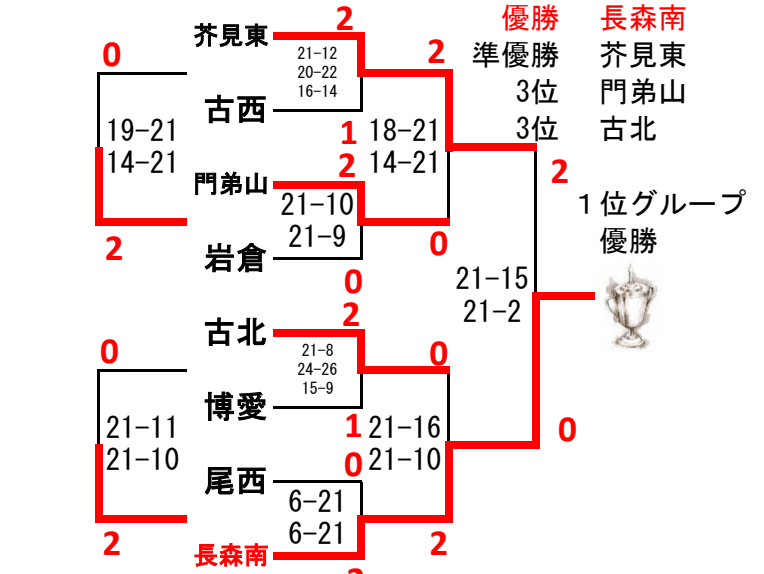 優勝 長森南
準優勝 芥見東
3位 門弟山
3位 古北
1位グループ
優勝
芥見東
2
21-12
20-22
16-14
古西
1
門弟山
2
21-10
21-9
岩倉
0
古北
2
21-8
24-26
15-9
博愛
1
尾西
0
6-21
6-21
長森南
0
19-21
14-21
2
0
21-11
21-10
2
2
18-21
14-21
0
0
21-16
21-10
2
2
21-15
21-2
0